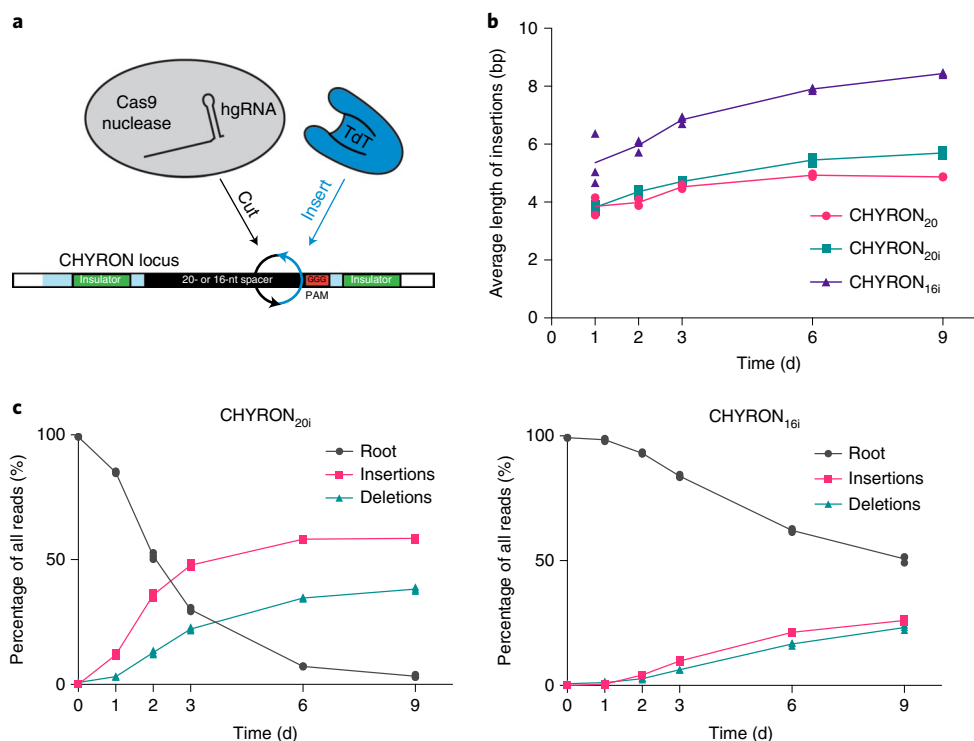 a
Cas9
nuclease
hgRNA
TdT
Cut
Insert
CHYRON locus
Insulator
20- or 16-nt spacer
GGG
Insulator
PAM
b
Average length of insertions (bp)
10
8
6
4
2
0
CHYRON20
CHYRON20i
CHYRON16i
0 1 2 3 6 9
Time (d)
c
CHYRON20i
Percentage of all reads (%)
100
50
0
Root
Insertions
Deletions
0 1 2 3 6 9
Time (d)
CHYRON16i
Percentage of all reads (%)
100
50
0
Root
Insertions
Deletions
0 1 2 3 6 9
Time (d)